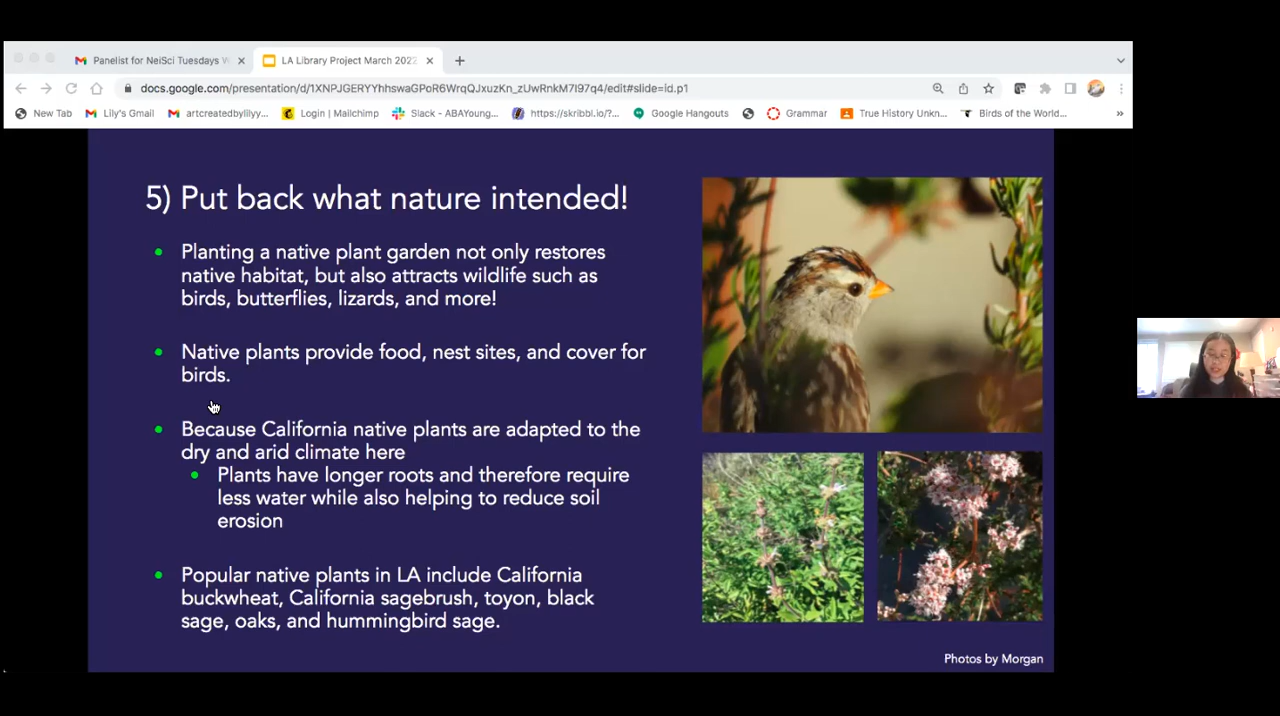 Panelist for NeiSci Tuesdays W
LA Library Project March 2022
docs.google.com/presentation/d/1XNPJGERYYhhswaGPoR6WrqQJxuzKn_zUwRnkM7I97q4/edit#slide=id.p1
New Tab
Lily's Gmail
artcreatedbylilyy...
Login | Mailchimp
Slack - ABAYoung...
https://skribbl.io/?...
Google Hangouts
Grammar
True History Unkn...
Birds of the World...
5) Put back what nature intended!
Planting a native plant garden not only restores
native habitat, but also attracts wildlife such as
birds, butterflies, lizards, and more!
Native plants provide food, nest sites, and cover for
birds.
Because California native plants are adapted to the
dry and arid climate here
Plants have longer roots and therefore require
less water while also helping to reduce soil
erosion
Popular native plants in LA include California
buckwheat, California sagebrush, toyon, black
sage, oaks, and hummingbird sage.
Photos by Morgan